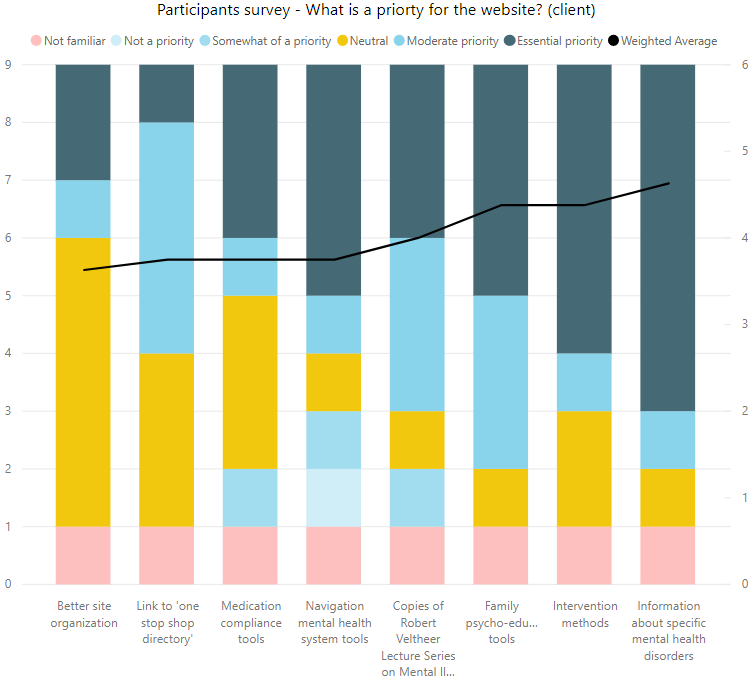 Participants survey - What is a priorty for the website? (client)
Not familiar Not a priority Somewhat of a priority Neutral Moderate priority Essential priority Weighted Average
9
8
7
6
5
4
3
2
1
0
6
5
4
3
2
1
0
Better site
organization
Link to 'one
stop shop
directory'
Medication
compliance
tools
Navigation
mental health
system tools
Copies of
Robert
Veltheer
Lecture Series
on Mental Il...
Family
psycho-edu...
tools
Intervention
methods
Information
about specific
mental health
disorders